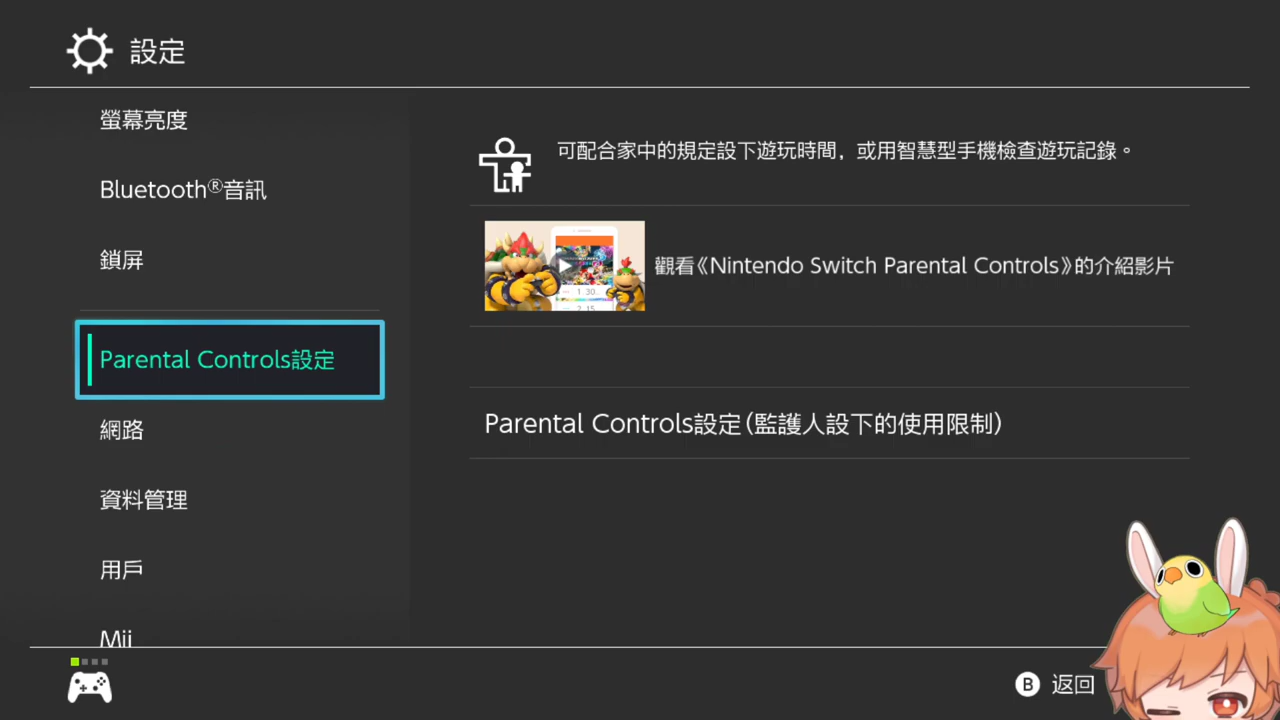 設定
螢幕亮度
Bluetooth®音訊
鎖屏
Parental Controls設定
網路
資料管理
用戶
Mii
可配合家中的規定設下遊玩時間，或用智慧型手機檢查遊玩記錄。
觀看《Nintendo Switch Parental Controls》的介紹影片
Parental Controls設定（監護人設下的使用限制）
B 返回